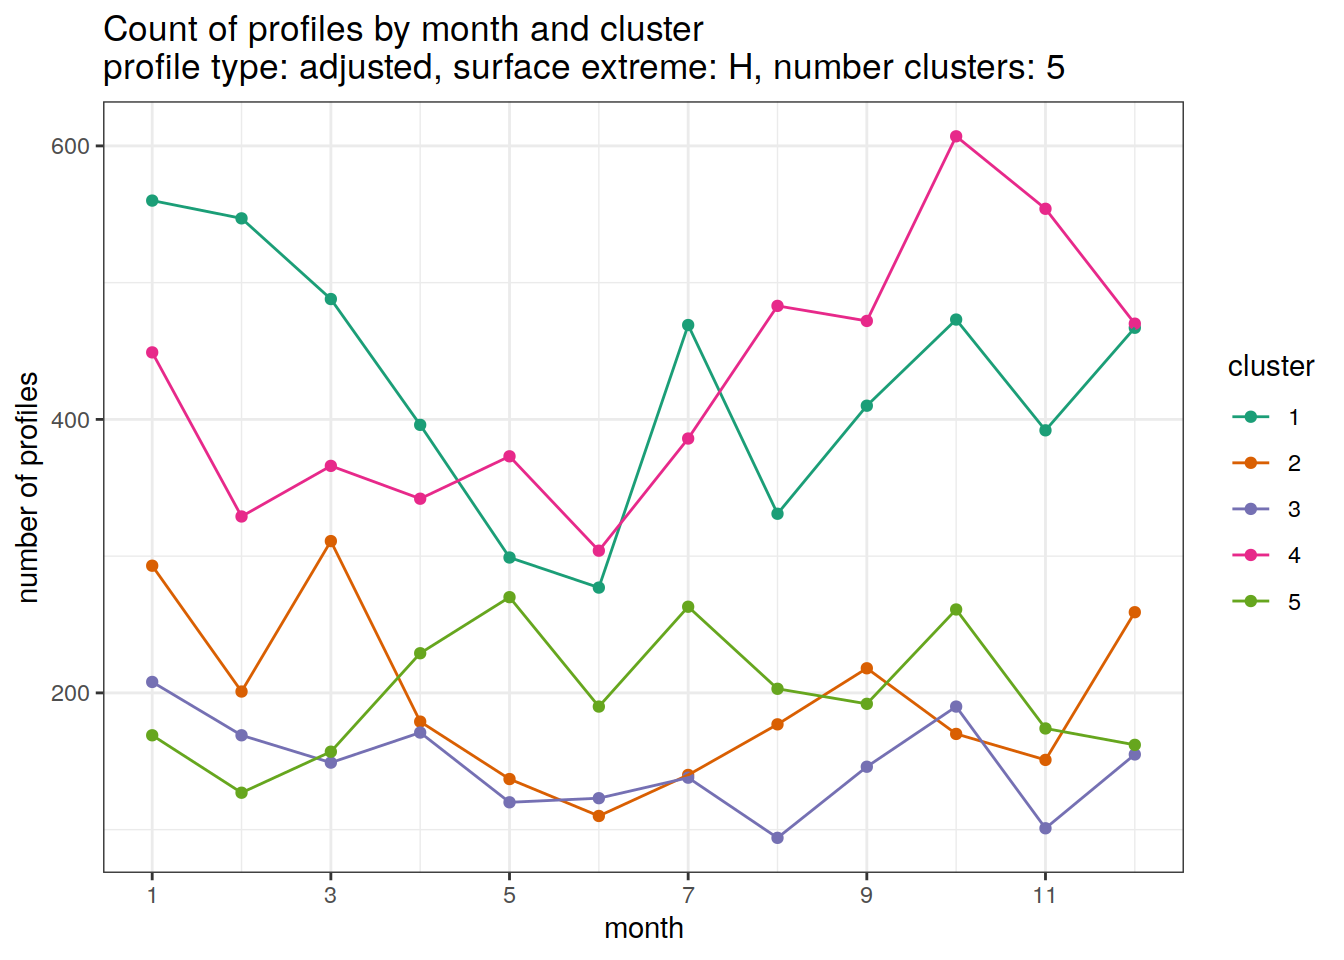 Count of profiles by month and cluster
profile type: adjusted, surface extreme: H, number clusters: 5
600
400
200
number of profiles
1 3 5 7 9 11
month
cluster
1
2
3
4
5